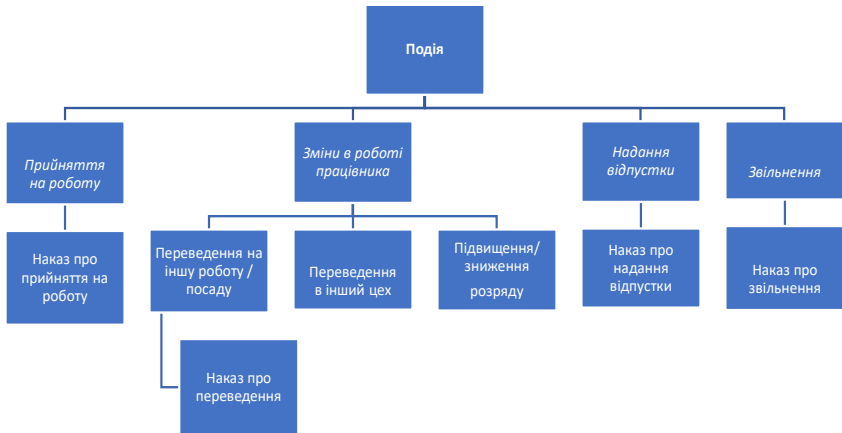 Подія
Прийняття
на роботу
Зміни в роботі
працівника
Надання
відпустки
Звільнення
Наказ про
прийняття на
роботу
Переведення на
іншу роботу /
посаду
Переведення
в інший цех
Підвищення/
зниження
розряду
Наказ про
надання
відпустки
Наказ про
звільнення
Наказ про
переведення